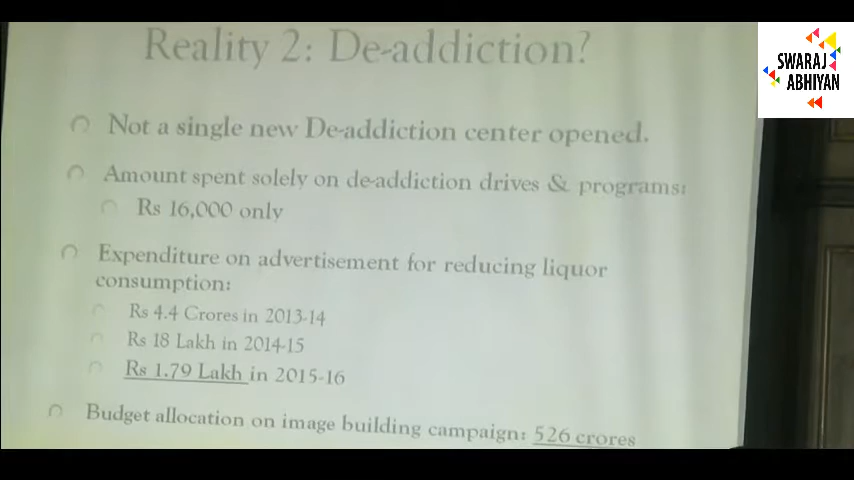 Reality 2: De-addiction?
SWARAJ
ABHIYAN
Not a single new De-addiction center opened.
Amount spent solely on de-addiction drives & programs:
Rs 16,000 only
Expenditure on advertisement for reducing liquor
consumption:
Rs 4.4 Crores in 2013-14
Rs 18 Lakh in 2014-15
Rs 1.79 Lakh in 2015-16
Budget allocation on image building campaign: 526 crores